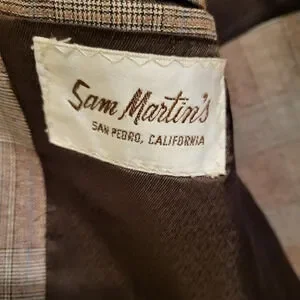 Sam Martin's
SAN PEDRO, CALIFORNIA